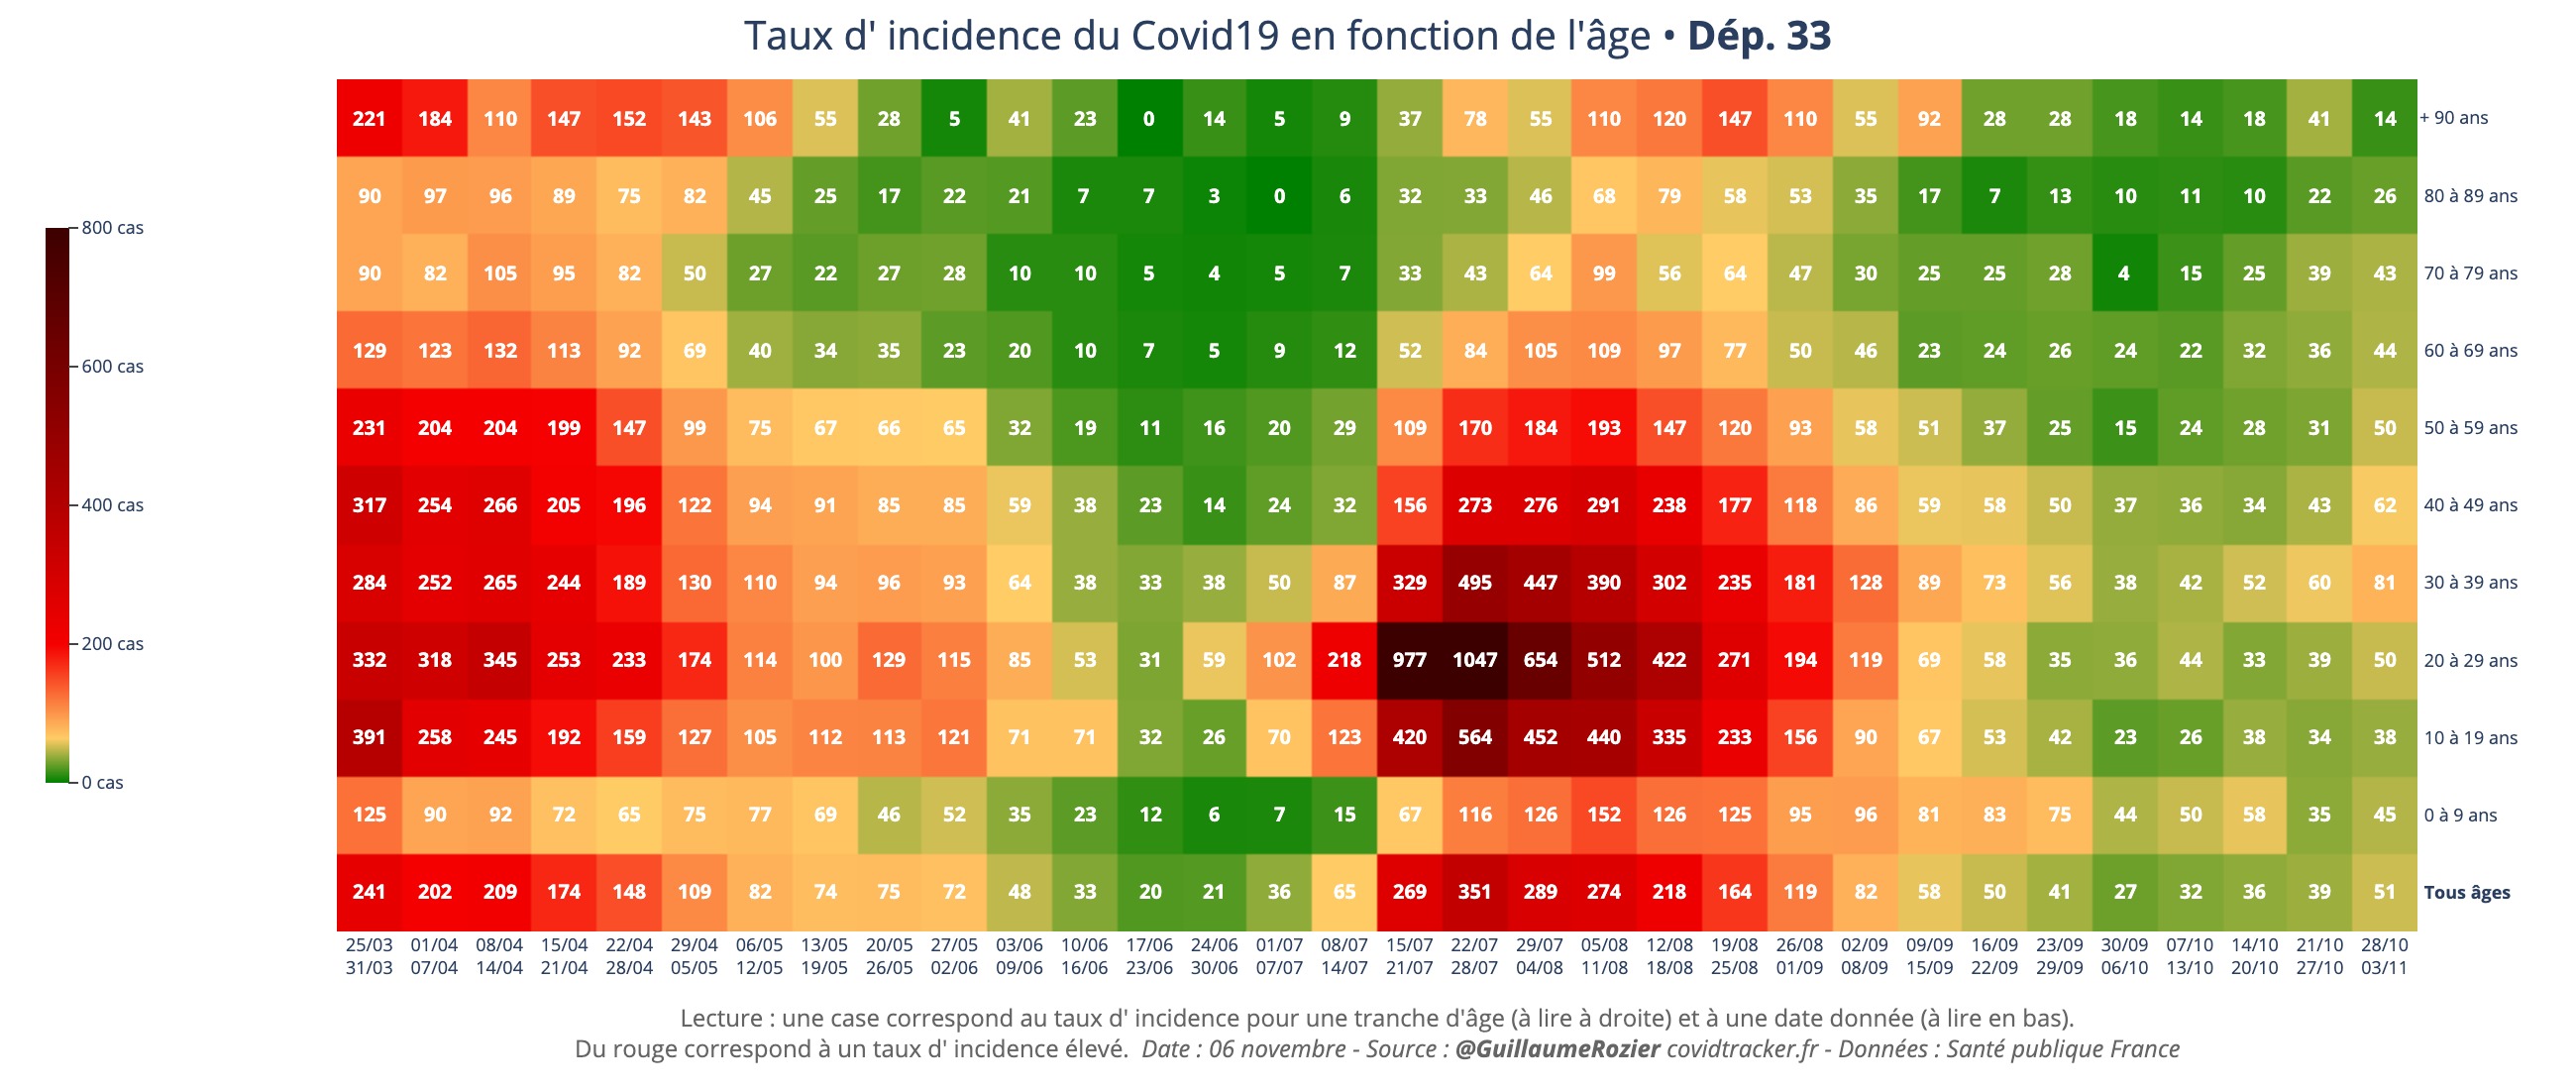 Taux d' incidence du Covid19 en fonction de l'âge • Dép. 33
221 184 110 147 152 143 106 55 28 5 41 23 0 14 5 9 37 78 55 110 120 147 110 55 92 28 28 18 14 18 41 14 + 90 ans
90 97 96 89 75 82 45 25 17 22 21 7 7 3 0 6 32 33 46 68 79 58 53 35 17 7 13 10 11 10 22 26 80 à 89 ans
90 82 105 95 82 50 27 22 27 28 10 10 5 4 5 7 33 43 64 99 56 64 47 30 25 25 28 4 15 25 39 43 70 à 79 ans
129 123 132 113 92 69 40 34 35 23 20 10 7 5 9 12 52 84 105 109 97 77 50 46 23 24 26 24 22 32 36 44 60 à 69 ans
231 204 204 199 147 99 75 67 66 65 32 19 11 16 20 29 109 170 184 193 147 120 93 58 51 37 25 15 24 28 31 50 50 à 59 ans
317 254 266 205 196 122 94 91 85 85 59 38 23 14 24 32 156 273 276 291 238 177 118 86 59 58 50 37 36 34 43 62 40 à 49 ans
284 252 265 244 189 130 110 94 96 93 64 38 33 38 50 87 329 495 447 390 302 235 181 128 89 73 56 38 42 52 60 81 30 à 39 ans
332 318 345 253 233 174 114 100 129 115 85 53 31 59 102 218 977 1047 654 512 422 271 194 119 69 58 35 36 44 33 39 50 20 à 29 ans
391 258 245 192 159 127 105 112 113 121 71 71 32 26 70 123 420 564 452 440 335 233 156 90 67 53 42 23 26 38 34 38 10 à 19 ans
125 90 92 72 65 75 77 69 46 52 35 23 12 6 7 15 67 116 126 152 126 125 95 96 81 83 75 44 50 58 35 45 0 à 9 ans
241 202 209 174 148 109 82 74 75 72 48 33 20 21 36 65 269 351 289 274 218 164 119 82 58 50 41 27 32 36 39 51 Tous âges
25/03 01/04 08/04 15/04 22/04 29/04 06/05 13/05 20/05 27/05 03/06 10/06 17/06 24/06 01/07 08/07 15/07 22/07 29/07 05/08 12/08 19/08 26/08 02/09 09/09 16/09 23/09 30/09 07/10 14/10 21/10 28/10
31/03 07/04 14/04 21/04 28/04 05/05 12/05 19/05 26/05 02/06 09/06 16/06 23/06 30/06 07/07 14/07 21/07 28/07 04/08 11/08 18/08 25/08 01/09 08/09 15/09 22/09 29/09 06/10 13/10 20/10 27/10 03/11
800 cas
600 cas
400 cas
200 cas
0 cas
Lecture : une case correspond au taux d' incidence pour une tranche d'âge (à lire à droite) et à une date donnée (à lire en bas).
Du rouge correspond à un taux d' incidence élevé. Date : 06 novembre - Source : @GuillaumeRozier covidtracker.fr - Données : Santé publique France